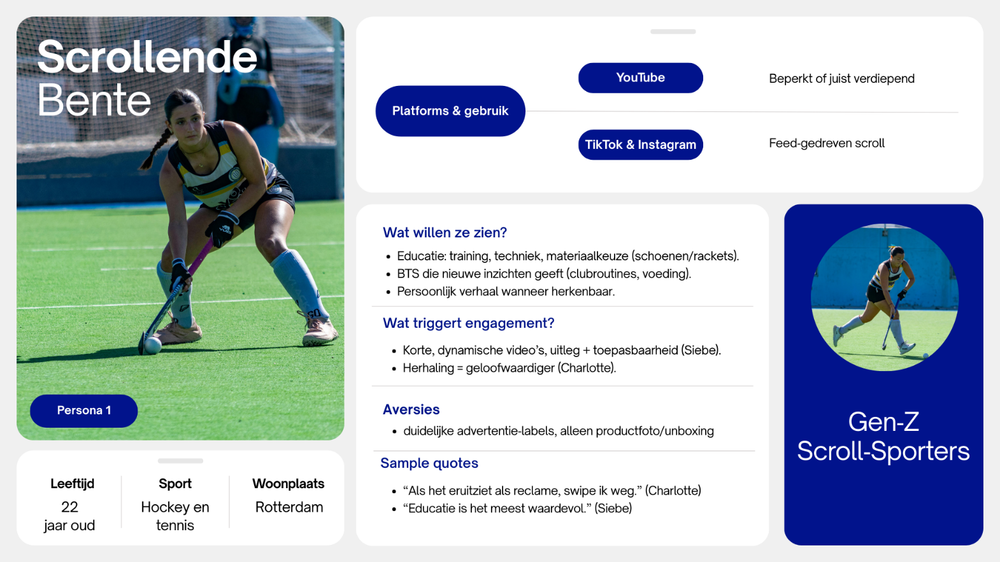 Scrollende
Bente
Persona 1
Leeftijd
22
jaar oud
Sport
Hockey en
tennis
Woonplaats
Rotterdam
Platforms & gebruik
YouTube
Beperkt of juist verdiepend
TikTok & Instagram
Feed-gedreven scroll
Wat willen ze zien?
• Educatie: training, techniek, materiaalkeuze (schoenen/rackets).
• BTS die nieuwe inzichten geeft (clubroutines, voeding).
• Persoonlijk verhaal wanneer herkenbaar.
Wat triggert engagement?
• Korte, dynamische video’s, uitleg + toepasbaarheid (Siebe).
• Herhaling = geloofwaardiger (Charlotte).
Aversies
• duidelijke advertentie-labels, alleen productfoto/unboxing
Sample quotes
• “Als het eruitziet als reclame, swipe ik weg.” (Charlotte)
• “Educatie is het meest waardevol.” (Siebe)
Gen-Z
Scroll-Sporters